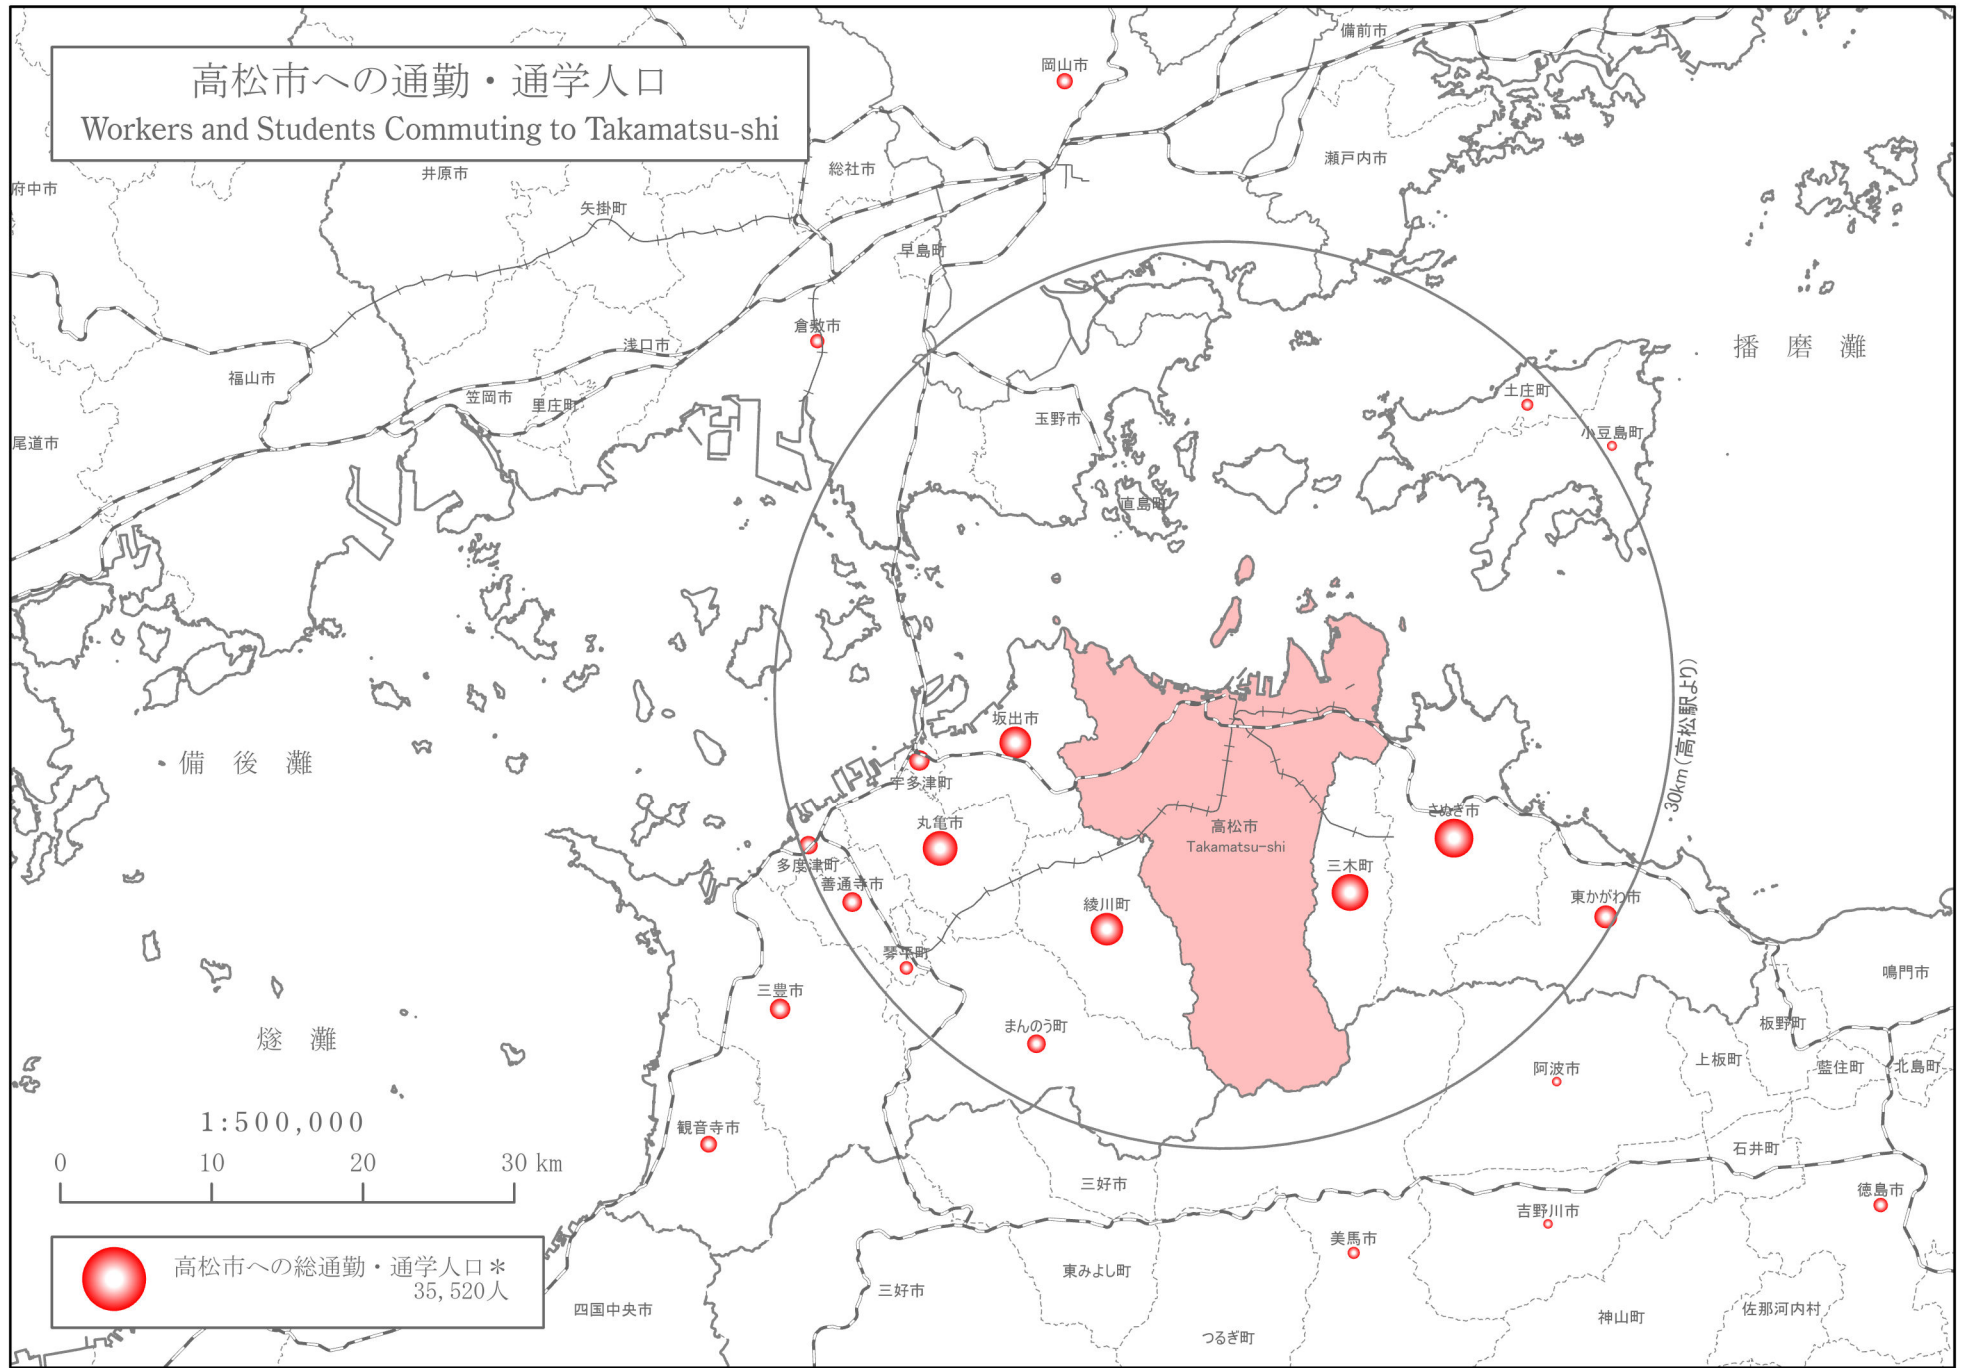 高松市への通勤・通学人口
Workers and Students Commuting to Takamatsu-shi
備前市
岡山市
瀬戸内市
総社市
井原市
府中市
矢掛町
早島町
倉敷市
浅口市
播磨灘
福山市
笠岡市
里庄町
土庄町
玉野市
小豆島町
尾道市
直島町
30km(高松駅より)
坂出市
備後灘
宇多津町
さぬき市
丸亀市
高松市
Takamatsu-shi
多度津町
三木町
善通寺市
綾川町
東かがわ市
琴平町
鳴門市
三豊市
まんのう町
板野町
燧灘
上板町
藍住町
北島町
阿波市
1:500,000
観音寺市
石井町
0 10 20 30 km
三好市
徳島市
吉野川市
美馬市
高松市への総通勤・通学人口*
35,520人
東みよし町
三好市
四国中央市
佐那河内村
神山町
つるぎ町